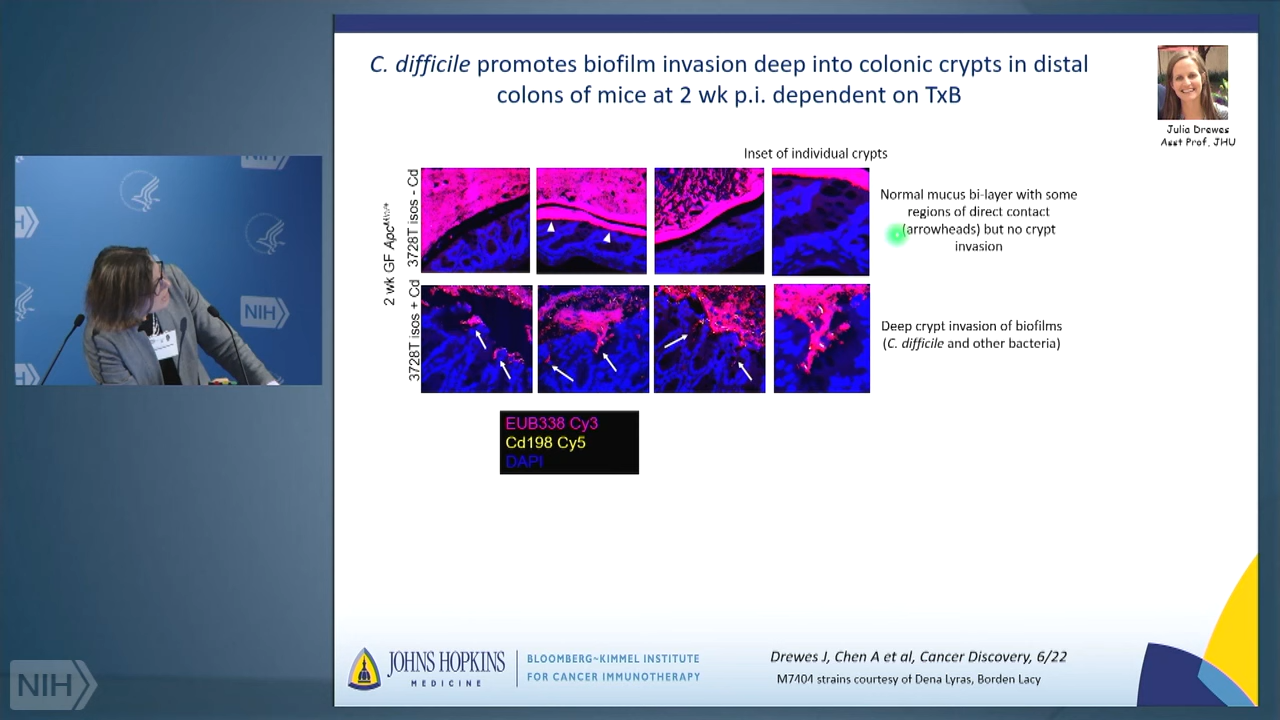 C. difficile promotes biofilm invasion deep into colonic crypts in distal
colons of mice at 2 wk p.i. dependent on TxB
Julia Drewes
Asst Prof, JHU
Inset of individual crypts
2 wk GF Apc
3728T isos - Cd
Normal mucus bi-layer with some
regions of direct contact
(arrowheads) but no crypt
invasion
3728T isos + Cd
Deep crypt invasion of biofilms
(C. difficile and other bacteria)
EUB338 Cy3
Cd198 Cy5
DAPI
NIH
NIH
NIH
JOHNS HOPKINS
MEDICINE
BLOOMBERG~KIMMEL INSTITUTE
FOR CANCER IMMUNOTHERAPY
Drewes J, Chen A et al, Cancer Discovery, 6/22
M7404 strains courtesy of Dena Lyras, Borden Lacy